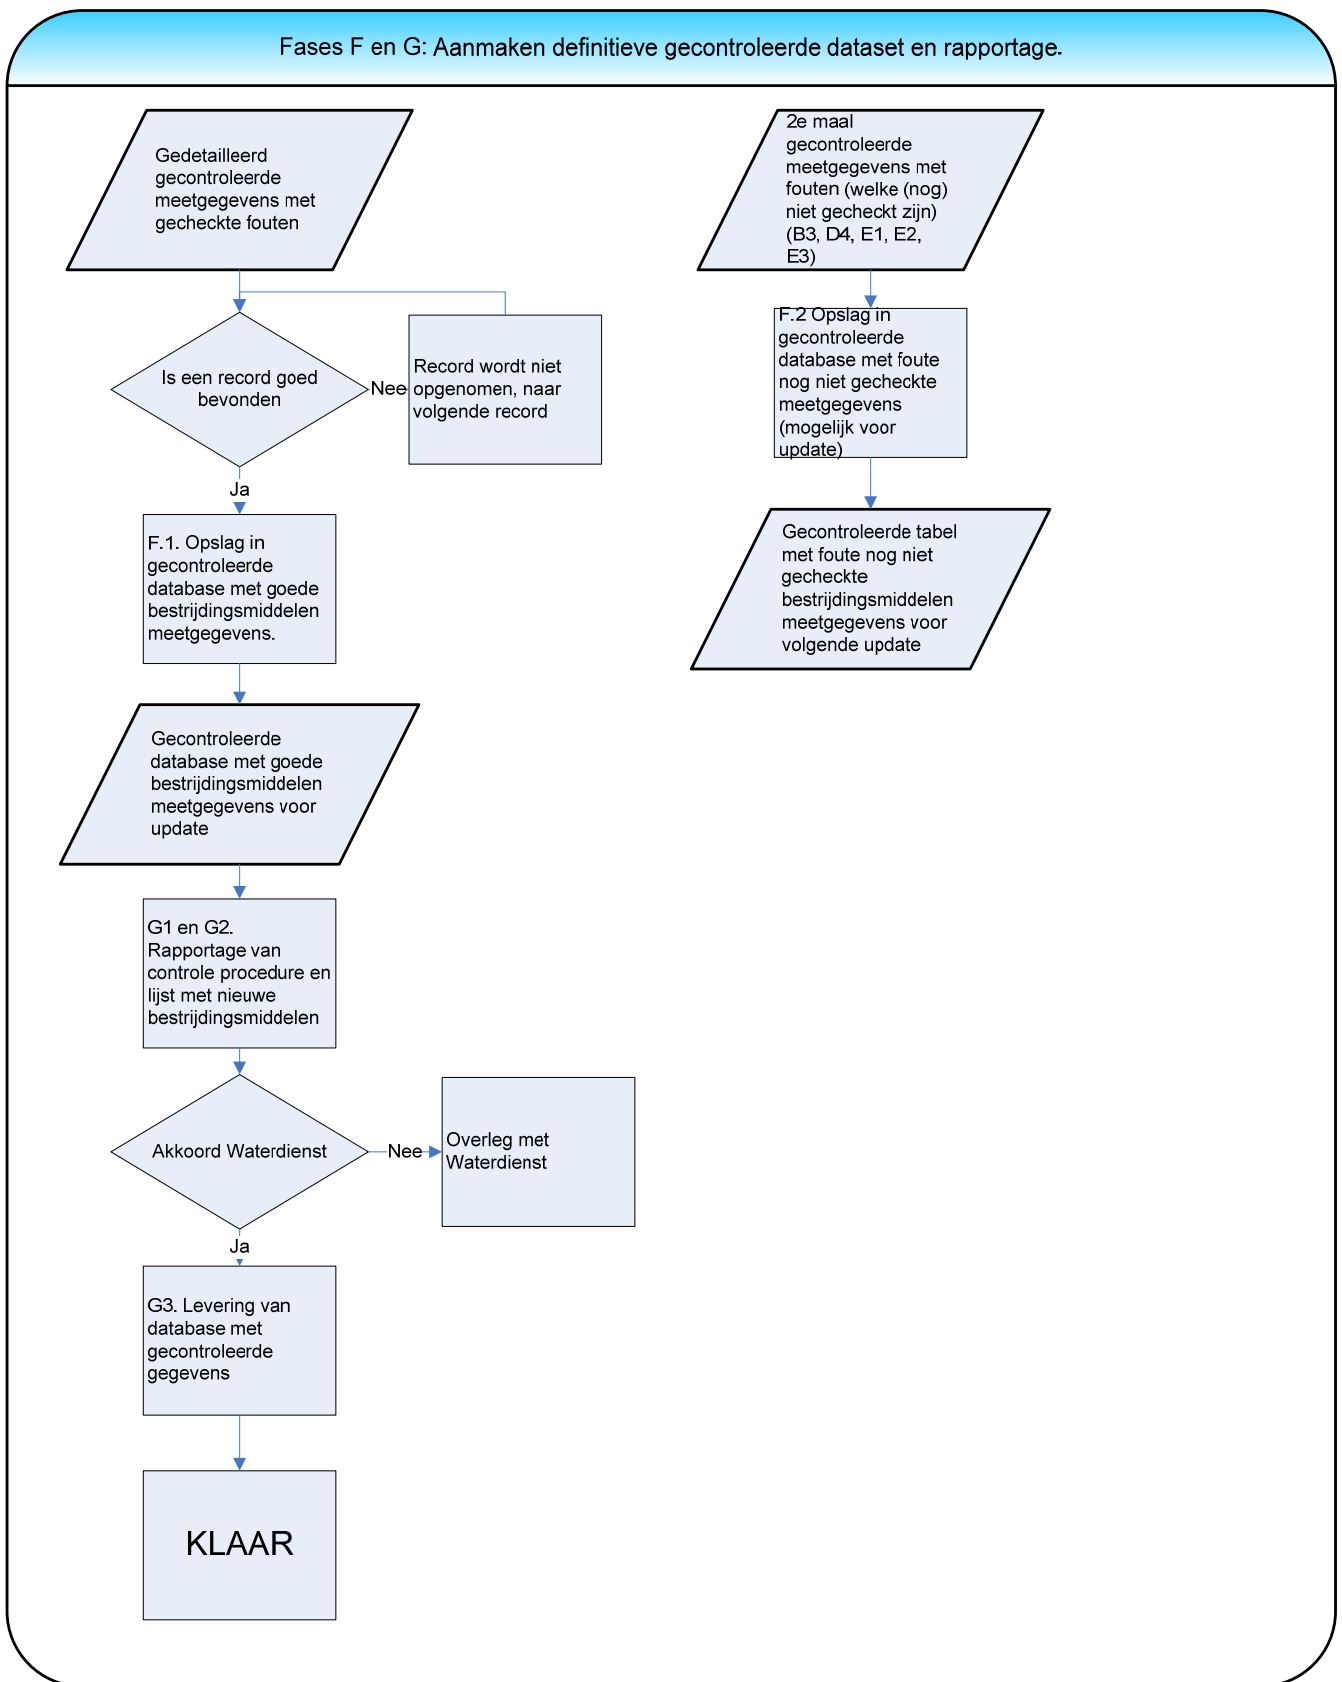 Fases F en G: Aanmaken definitieve gecontroleerde dataset en rapportage.
Gedetailleerd
gecontroleerde
meetgegevens met
gecheckte fouten
Is een record goed
bevonden
Nee
Record wordt niet
opgenomen, naar
volgende record
Ja
F.1. Opslag in
gecontroleerde
database met goede
bestrijdingsmiddelen
meetgegevens.
Gecontroleerde
database met goede
bestrijdingsmiddelen
meetgegevens voor
update
G1 en G2.
Rapportage van
controle procedure en
lijst met nieuwe
bestrijdingsmiddelen
Akkoord Waterdienst
Nee
Overleg met
Waterdienst
Ja
G3. Levering van
database met
gecontroleerde
gegevens
KLAAR
2e maal
gecontroleerde
meetgegevens met
fouten (welke (nog)
niet gecheckt zijn)
(B3, D4, E1, E2,
E3)
F.2 Opslag in
gecontroleerde
database met foute
nog niet gecheckte
meetgegevens
(mogelijk voor
update)
Gecontroleerde tabel
met foute nog niet
gecheckte
bestrijdingsmiddelen
meetgegevens voor
volgende update